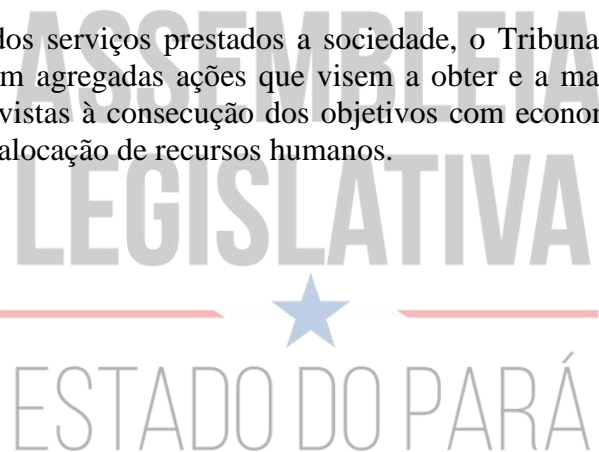 ASSEMBLEIA
dos serviços prestados a sociedade, o Tribuna
m agregadas ações que visem a obter e a ma
vistas à consecução dos objetivos com econo
alocação de recursos humanos.
LEGISLATIVA
ESTADO DO PARÁ